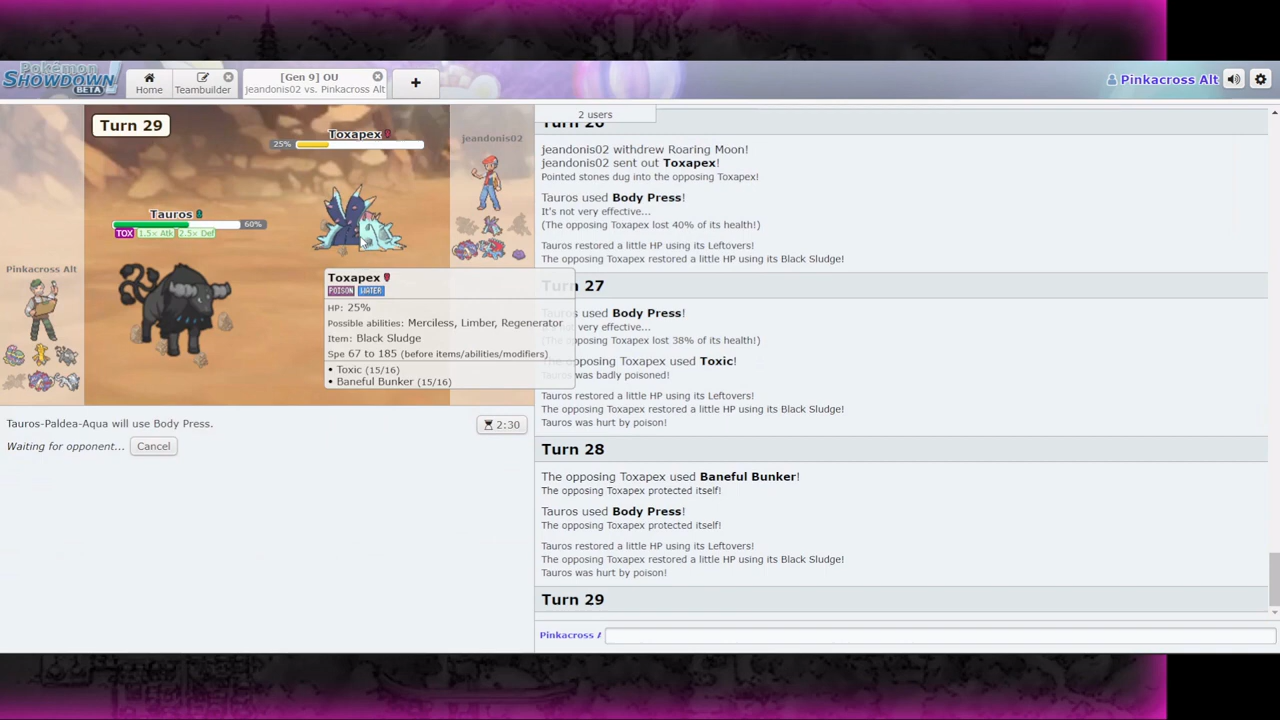 Pokémon
SHOWDOWN!
BETA
Home
Teambuilder
[Gen 9] OU
jeandonis02 vs. Pinkacross Alt
+
Pinkacross Alt
Turn 29
Toxapex
25%
Tauros
60%
TOX 1.5× Atk 2.5× Def
jeandonis02
Pinkacross Alt
Toxapex
POISON WATER
HP: 25%
Possible abilities: Merciless, Limber, Regenerator
Item: Black Sludge
Spe 67 to 185 (before items/abilities/modifiers)
• Toxic (15/16)
• Baneful Bunker (15/16)
Tauros-Paldea-Aqua will use Body Press.
2:30
Waiting for opponent... Cancel
2 users
jeandonis02 withdrew Roaring Moon!
jeandonis02 sent out Toxapex!
Pointed stones dug into the opposing Toxapex!
Tauros used Body Press!
It's not very effective...
(The opposing Toxapex lost 40% of its health!)
Tauros restored a little HP using its Leftovers!
The opposing Toxapex restored a little HP using its Black Sludge!
Turn 27
Tauros used Body Press!
very effective...
(The opposing Toxapex lost 38% of its health!)
opposing Toxapex used Toxic!
Tauros was badly poisoned!
Tauros restored a little HP using its Leftovers!
The opposing Toxapex restored a little HP using its Black Sludge!
Tauros was hurt by poison!
Turn 28
The opposing Toxapex used Baneful Bunker!
The opposing Toxapex protected itself!
Tauros used Body Press!
The opposing Toxapex protected itself!
Tauros restored a little HP using its Leftovers!
The opposing Toxapex restored a little HP using its Black Sludge!
Tauros was hurt by poison!
Turn 29
Pinkacross A